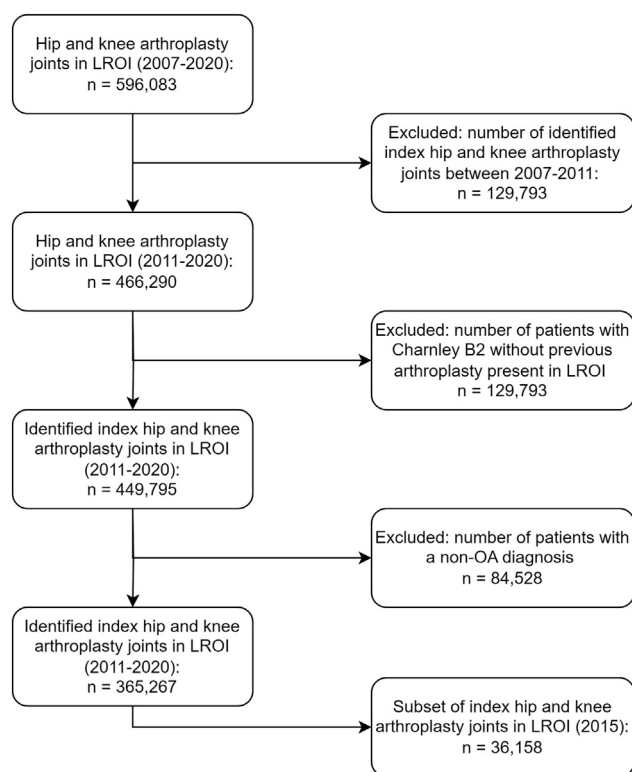 Hip and knee arthroplasty
joints in LROI (2007-2020):
n = 596,083
Excluded: number of identified
index hip and knee arthroplasty
joints between 2007-2011:
n = 129,793
Hip and knee arthroplasty
joints in LROI (2011-2020):
n = 466,290
Excluded: number of patients with
Charnley B2 without previous
arthroplasty present in LROI
n = 129,793
Identified index hip and knee
arthroplasty joints in LROI
(2011-2020):
n = 449,795
Excluded: number of patients with
a non-OA diagnosis
n = 84,528
Identified index hip and knee
arthroplasty joints in LROI
(2011-2020):
n = 365,267
Subset of index hip and knee
arthroplasty joints in LROI (2015):
n = 36,158